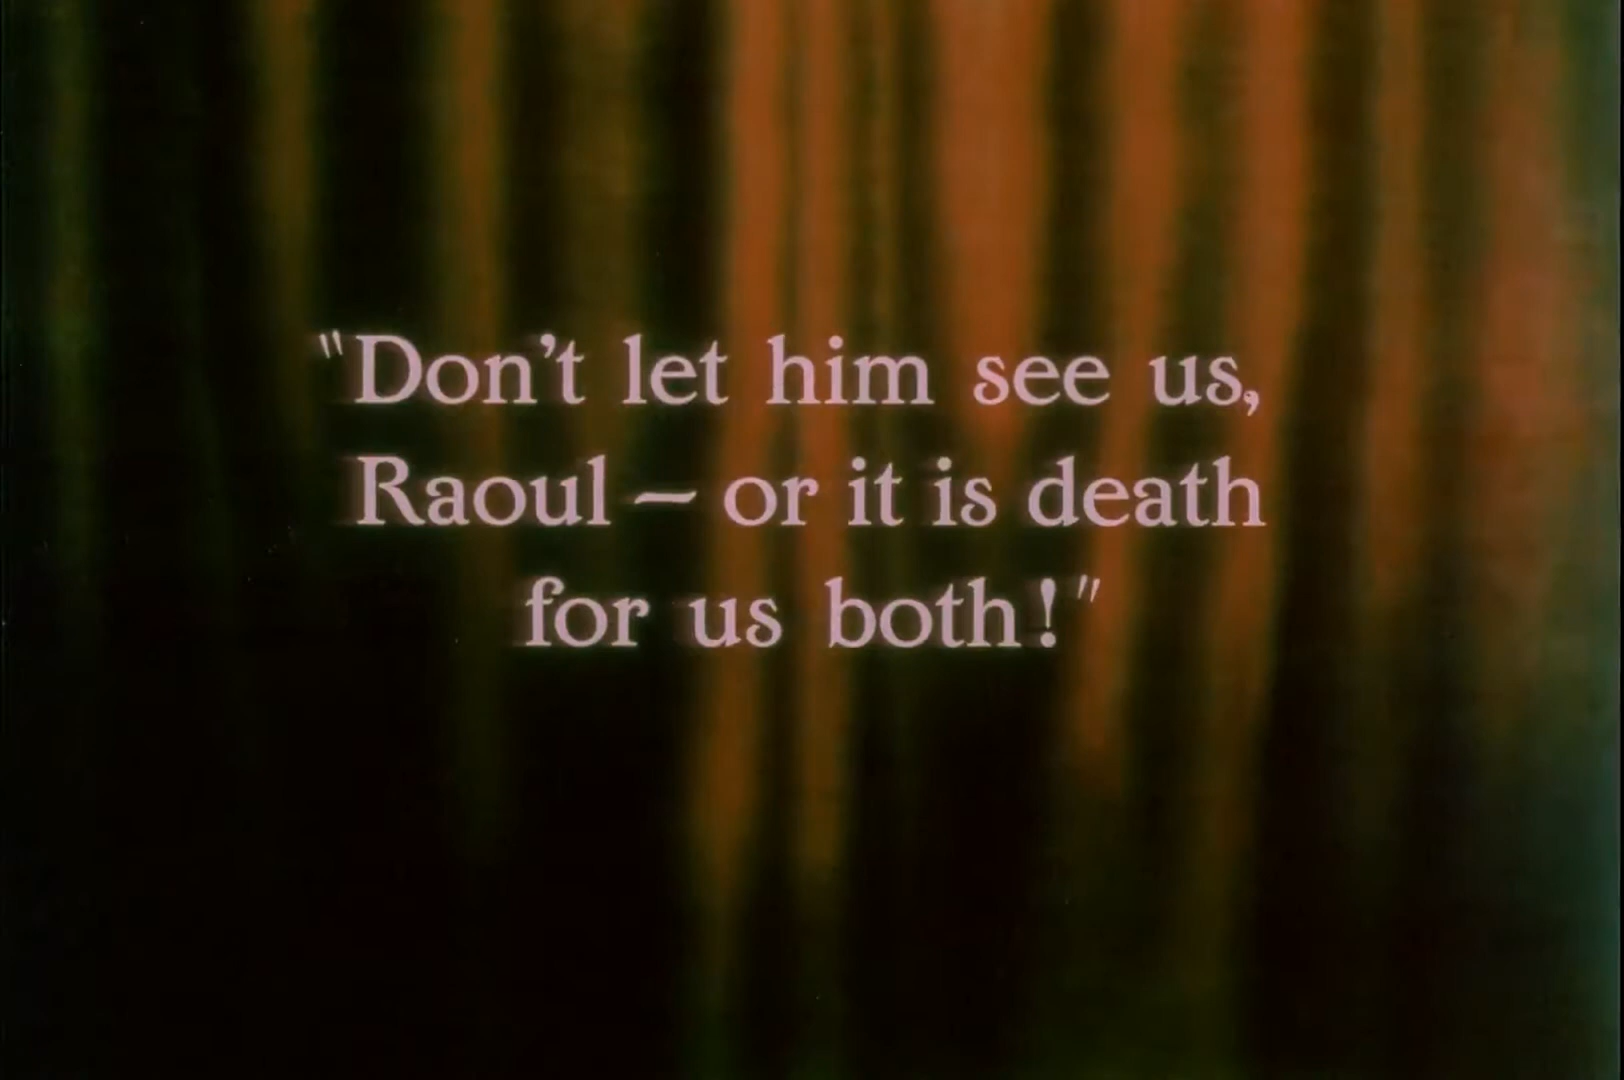 "Don't let him see us,
Raoul – or it is death
for us both!"